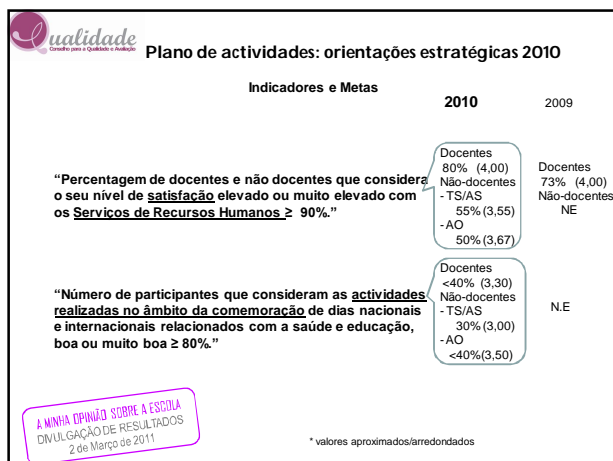 Qualidade
Conselho para a Qualidade e Avaliação
Plano de actividades: orientações estratégicas 2010
Indicadores e Metas
2010
2009
“Percentagem de docentes e não docentes que considera
o seu nível de satisfação elevado ou muito elevado com
os Serviços de Recursos Humanos ≥ 90%.”
Docentes
80% (4,00)
Não-docentes
- TS/AS
55% (3,55)
- AO
50% (3,67)
Docentes
73% (4,00)
Não-docentes
NE
“Número de participantes que consideram as actividades
realizadas no âmbito da comemoração de dias nacionais
e internacionais relacionados com a saúde e educação,
boa ou muito boa ≥ 80%.”
Docentes
<40% (3,30)
Não-docentes
- TS/AS
30% (3,00)
- AO
<40% (3,50)
N.E
A MINHA OPINIÃO SOBRE A ESCOLA
DIVULGAÇÃO DE RESULTADOS
2 de Março de 2011
* valores aproximados/arredondados